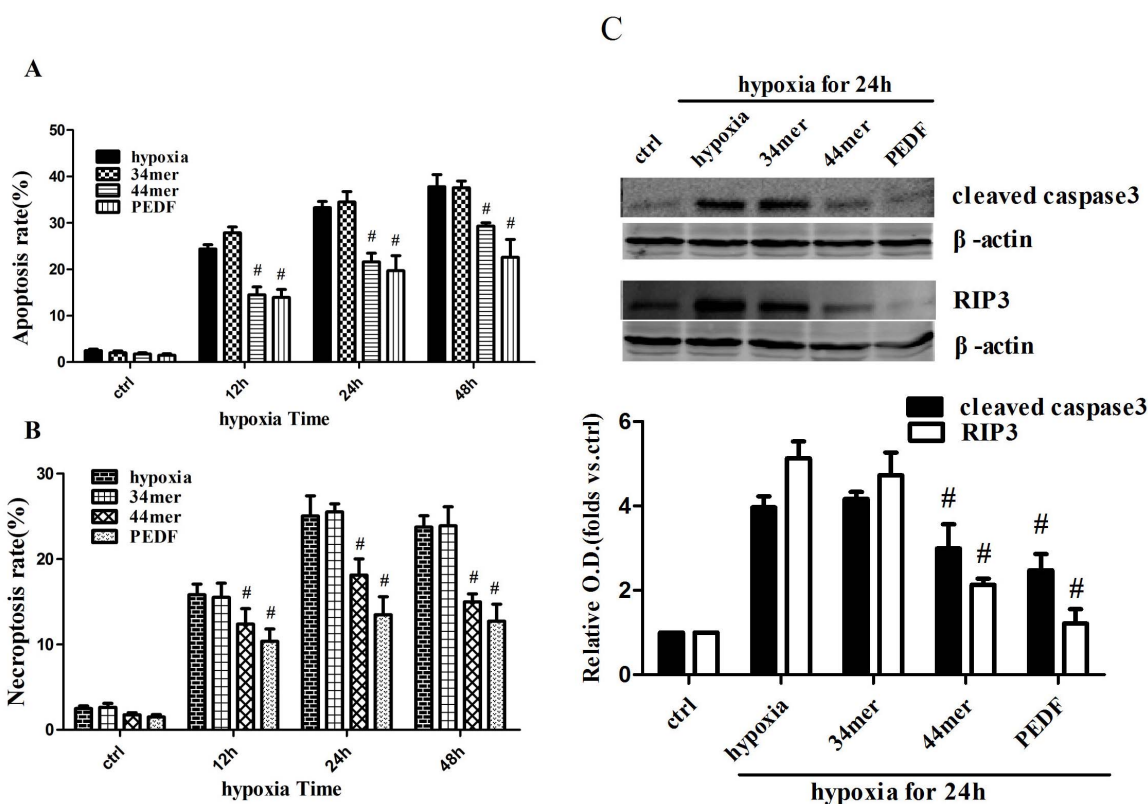 A
Apoptosis rate(%)
50
40
30
20
10
0
hypoxia
34mer
44mer
PEDF
# #
# #
# #
ctrl
12h
24h
48h
hypoxia Time
B
Necroptosis rate(%)
30
20
10
0
hypoxia
34mer
44mer
PEDF
# #
# #
# #
ctrl
12h
24h
48h
hypoxia Time
C
hypoxia for 24h
ctrl
hypoxia
34mer
44mer
PEDF
cleaved caspase3
β -actin
RIP3
β -actin
Relative O.D.(folds vs.ctrl)
6
4
2
0
cleaved caspase3
RIP3
# #
# #
ctrl
hypoxia
34mer
44mer
PEDF
hypoxia for 24h